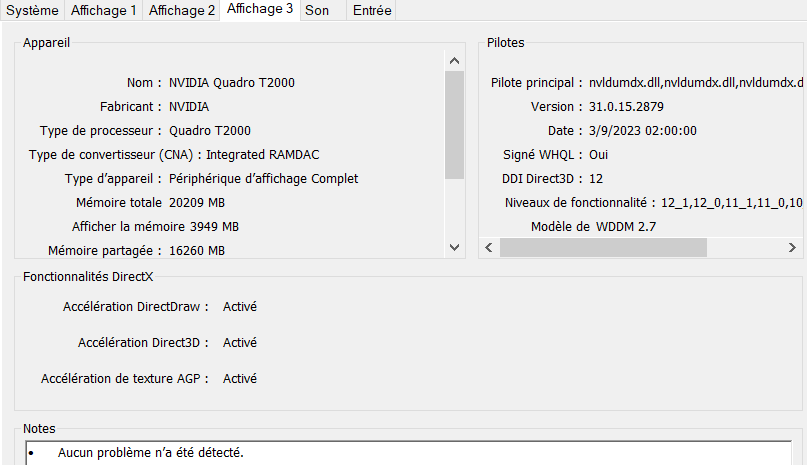 Système Affichage 1 Affichage 2 Affichage 3 Son Entrée
Appareil
Nom : NVIDIA Quadro T2000
Fabricant : NVIDIA
Type de processeur : Quadro T2000
Type de convertisseur (CNA) : Integrated RAMDAC
Type d'appareil : Périphérique d'affichage Complet
Mémoire totale 20209 MB
Afficher la mémoire 3949 MB
Mémoire partagée : 16260 MB
Pilotes
Pilote principal : nvldumdx.dll,nvldumdx.dll,nvldumdx.d
Version : 31.0.15.2879
Date : 3/9/2023 02:00:00
Signé WHQL : Oui
DDI Direct3D : 12
Niveaux de fonctionnalité : 12_1,12_0,11_1,11_0,10
Modèle de WDDM 2.7
Fonctionnalités DirectX
Accélération DirectDraw : Activé
Accélération Direct3D : Activé
Accélération de texture AGP : Activé
Notes
• Aucun problème n'a été détecté.